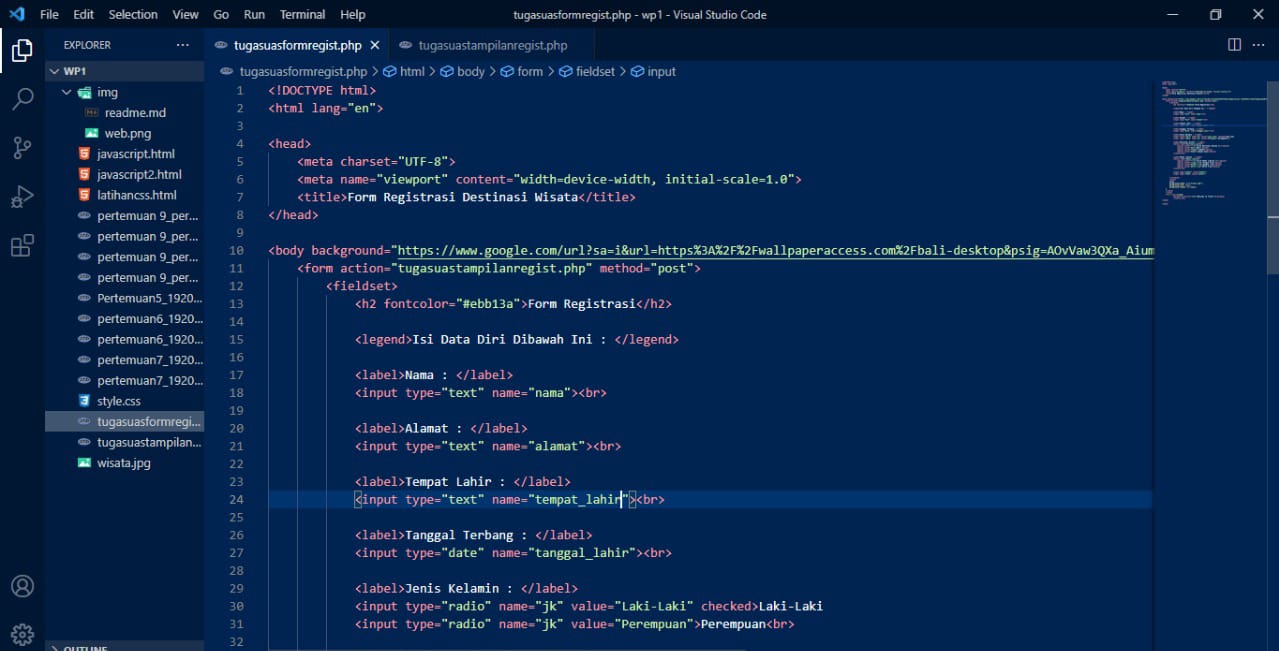 File Edit Selection View Go Run Terminal Help
tugasuasformregist.php - wp1 - Visual Studio Code
EXPLORER
WP1
img
readme.md
web.png
javascript.html
javascript2.html
latihancss.html
pertemuan 9_per...
pertemuan 9_per...
pertemuan 9_per...
pertemuan 9_per...
Pertemuan5_1920...
pertemuan6_1920...
pertemuan6_1920...
pertemuan7_1920...
pertemuan7_1920...
style.css
tugasuasformregi...
tugasuastampilan...
wisata.jpg
OUTLINE
tugasuasformregist.php tugasuastampilanregist.php
tugasuasformregist.php > html > body > form > fieldset > input
1 <!DOCTYPE html>
2 <html lang="en">
3
4 <head>
5 <meta charset="UTF-8">
6 <meta name="viewport" content="width=device-width, initial-scale=1.0">
7 <title>Form Registrasi Destinasi Wisata</title>
8 </head>
9
10 <body background="https://www.google.com/url?sa=i&url=https%3A%2F%2Fwallpaperaccess.com%2Fbali-desktop&psig=AOvVaw3QXa_Aium
11 <form action="tugasuastampilanregist.php" method="post">
12 <fieldset>
13 <h2 fontcolor="#ebb13a">Form Registrasi</h2>
14
15 <legend>Isi Data Diri Dibawah Ini : </legend>
16
17 <label>Nama : </label>
18 <input type="text" name="nama"><br>
19
20 <label>Alamat : </label>
21 <input type="text" name="alamat"><br>
22
23 <label>Tempat Lahir : </label>
24 <input type="text" name="tempat_lahir"><br>
25
26 <label>Tanggal Terbang : </label>
27 <input type="date" name="tanggal_lahir"><br>
28
29 <label>Jenis Kelamin : </label>
30 <input type="radio" name="jk" value="Laki-Laki" checked>Laki-Laki
31 <input type="radio" name="jk" value="Perempuan">Perempuan<br>
32